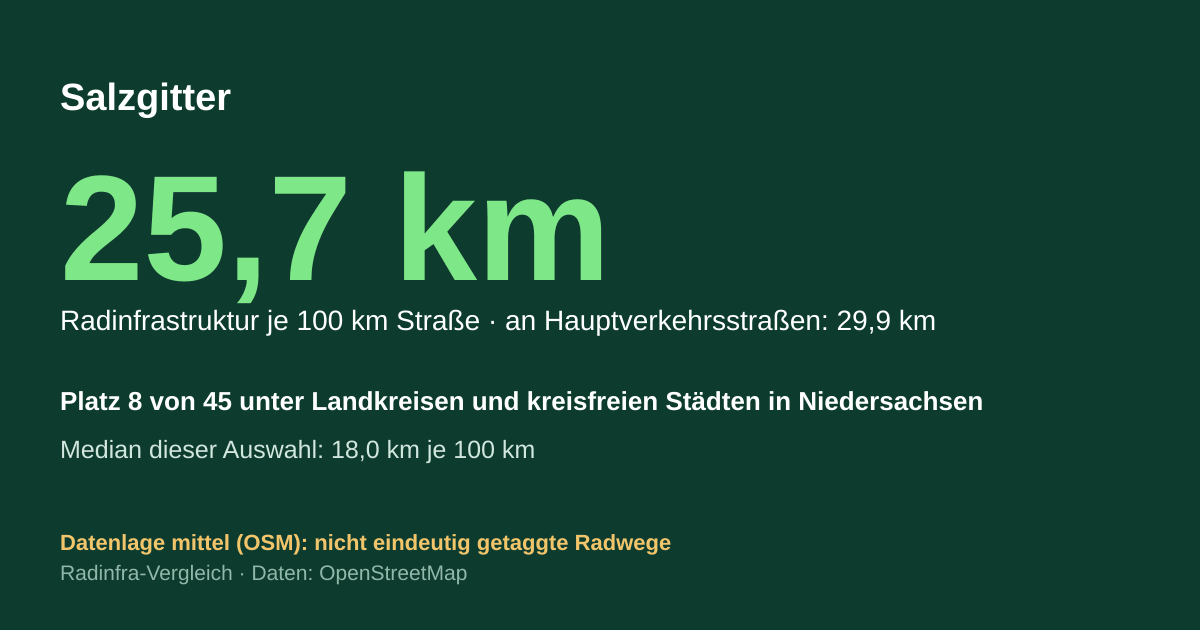 Salzgitter
25,7 km
Radinfrastruktur je 100 km Straße · an Hauptverkehrsstraßen: 29,9 km
Platz 8 von 45 unter Landkreisen und kreisfreien Städten in Niedersachsen
Median dieser Auswahl: 18,0 km je 100 km
Datenlage mittel (OSM): nicht eindeutig getaggte Radwege
Radinfra-Vergleich · Daten: OpenStreetMap